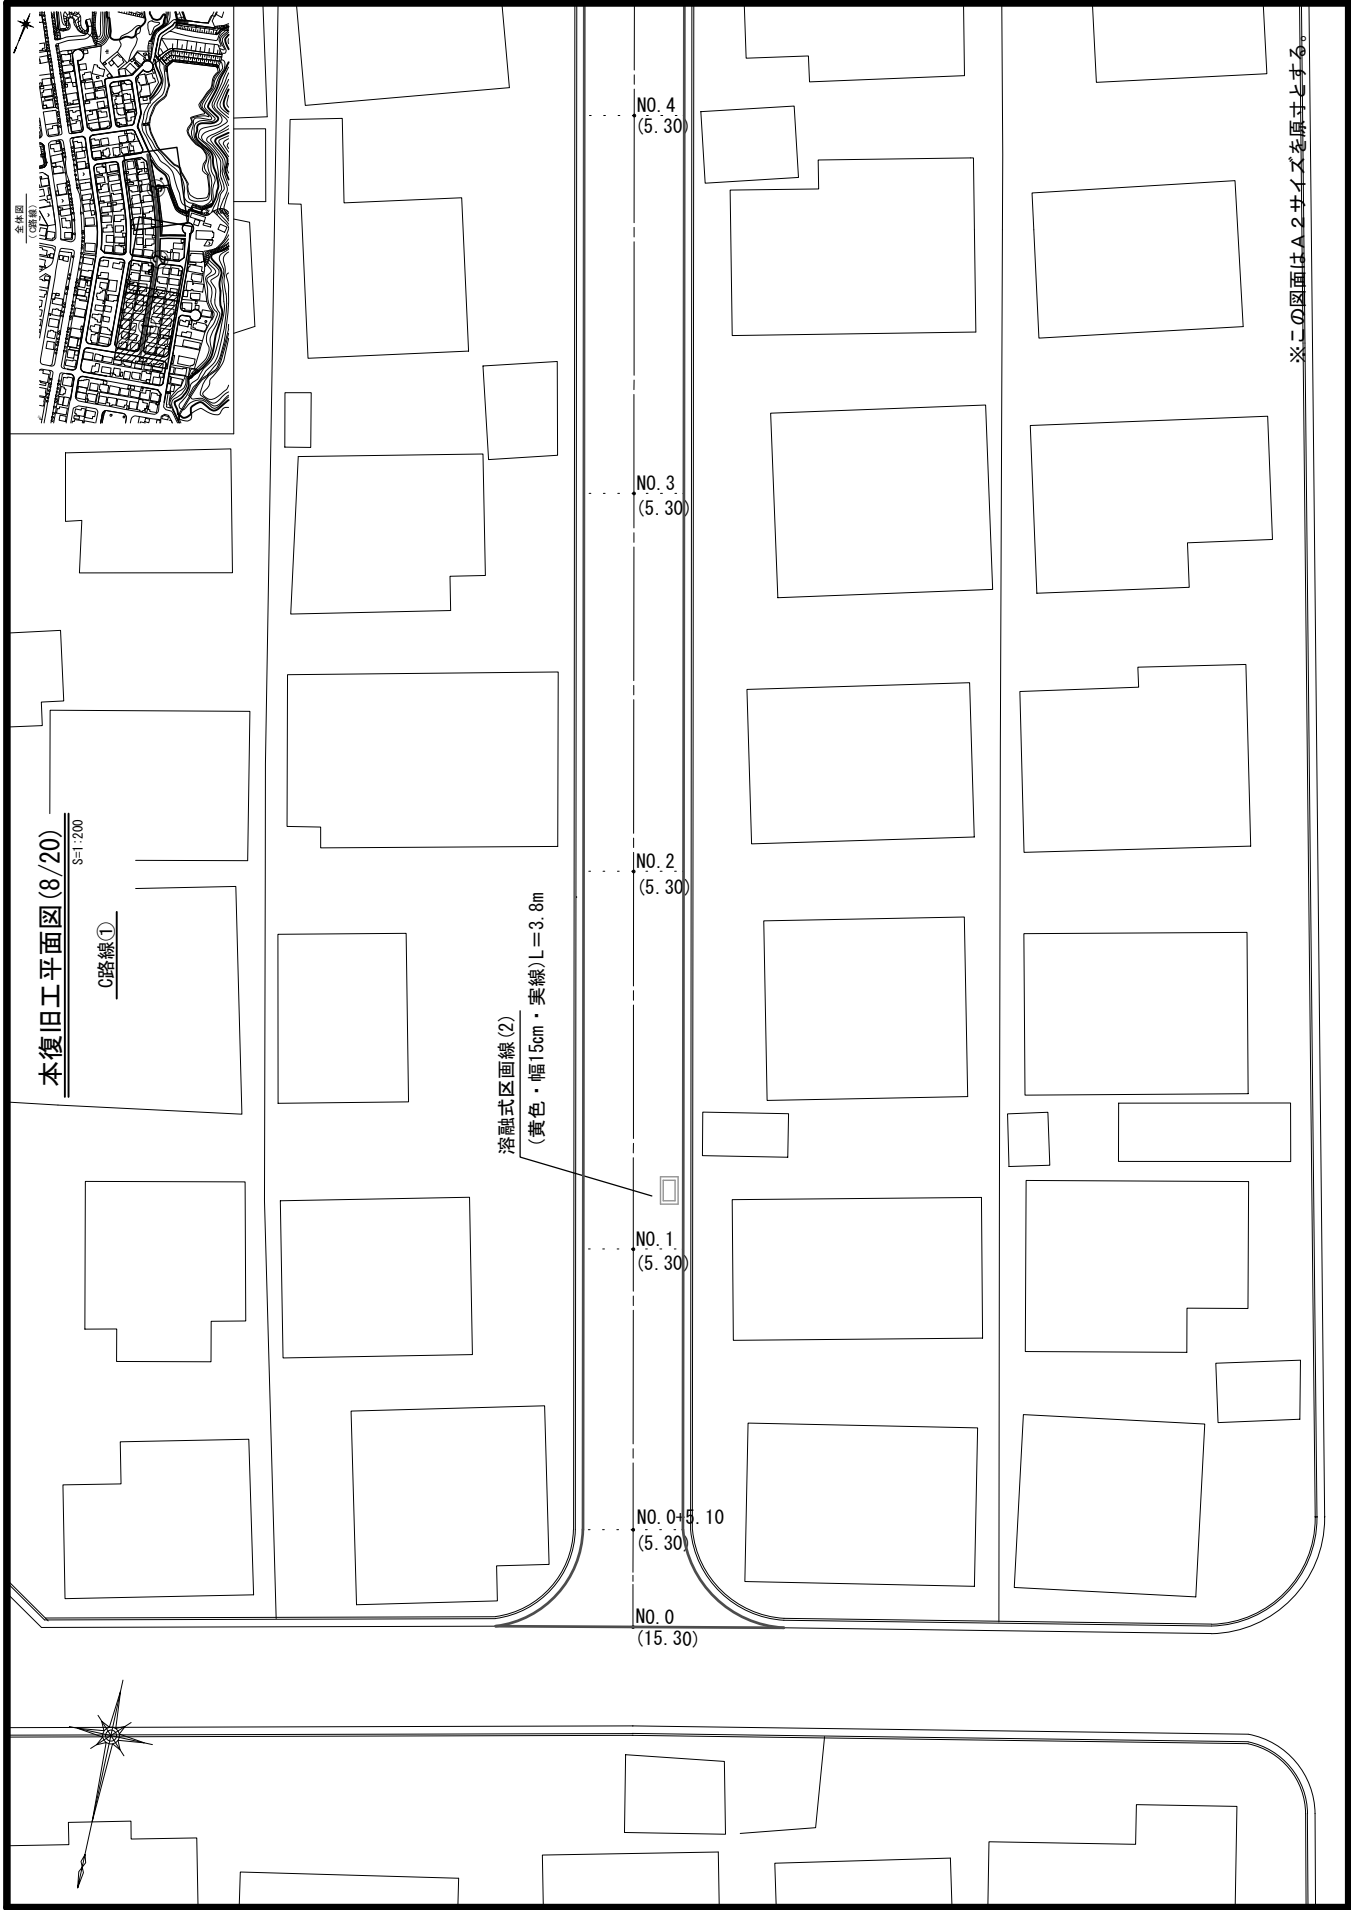 全体図
(C路線)
※この図面はA2サイズを原寸とする。
本復旧工平面図(8/20)
S=1:200
C路線①
NO.4
(5.30)
NO.3
(5.30)
NO.2
(5.30)
溶融式区画線(2)
(黄色・幅15cm・実線)L=3.8m
NO.1
(5.30)
NO.0+5.10
(5.30)
NO.0
(15.30)